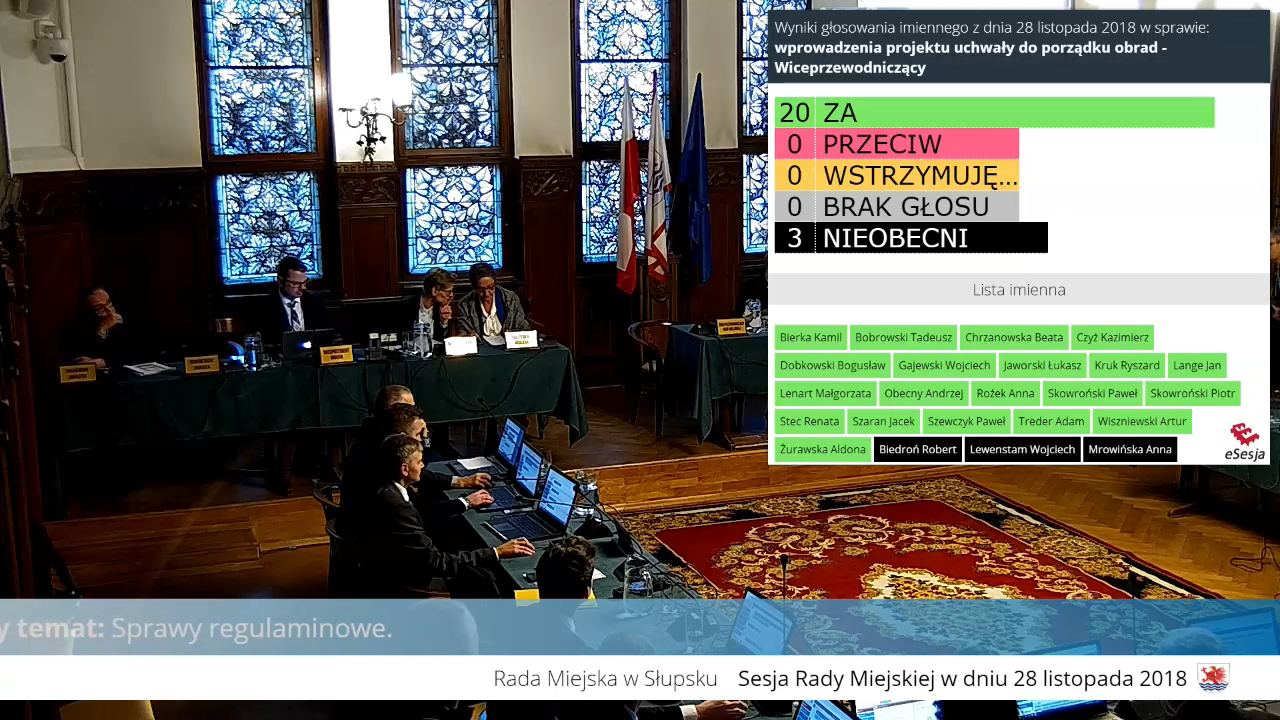 Wyniki głosowania imiennego z dnia 28 listopada 2018 w sprawie:
wprowadzenia projektu uchwały do porządku obrad -
Wiceprzewodniczący
20 ZA
0 PRZECIW
0 WSTRZYMUJĘ...
0 BRAK GŁOSU
3 NIEOBECNI
Lista imienna
Bierka Kamil Bobrowski Tadeusz Chrzanowska Beata Czyż Kazimierz
Dobkowski Bogusław Gajewski Wojciech Jaworski Łukasz Kruk Ryszard Lange Jan
Lenart Małgorzata Obecny Andrzej Rożek Anna Skowroński Paweł Skowroński Piotr
Stec Renata Szaran Jacek Szewczyk Paweł Treder Adam Wiszniewski Artur
Żurawska Aldona Biedroń Robert Lewenstam Wojciech Mrowińska Anna
eSesja
y temat: Sprawy regulaminowe.
Rada Miejska w Słupsku Sesja Rady Miejskiej w dniu 28 listopada 2018